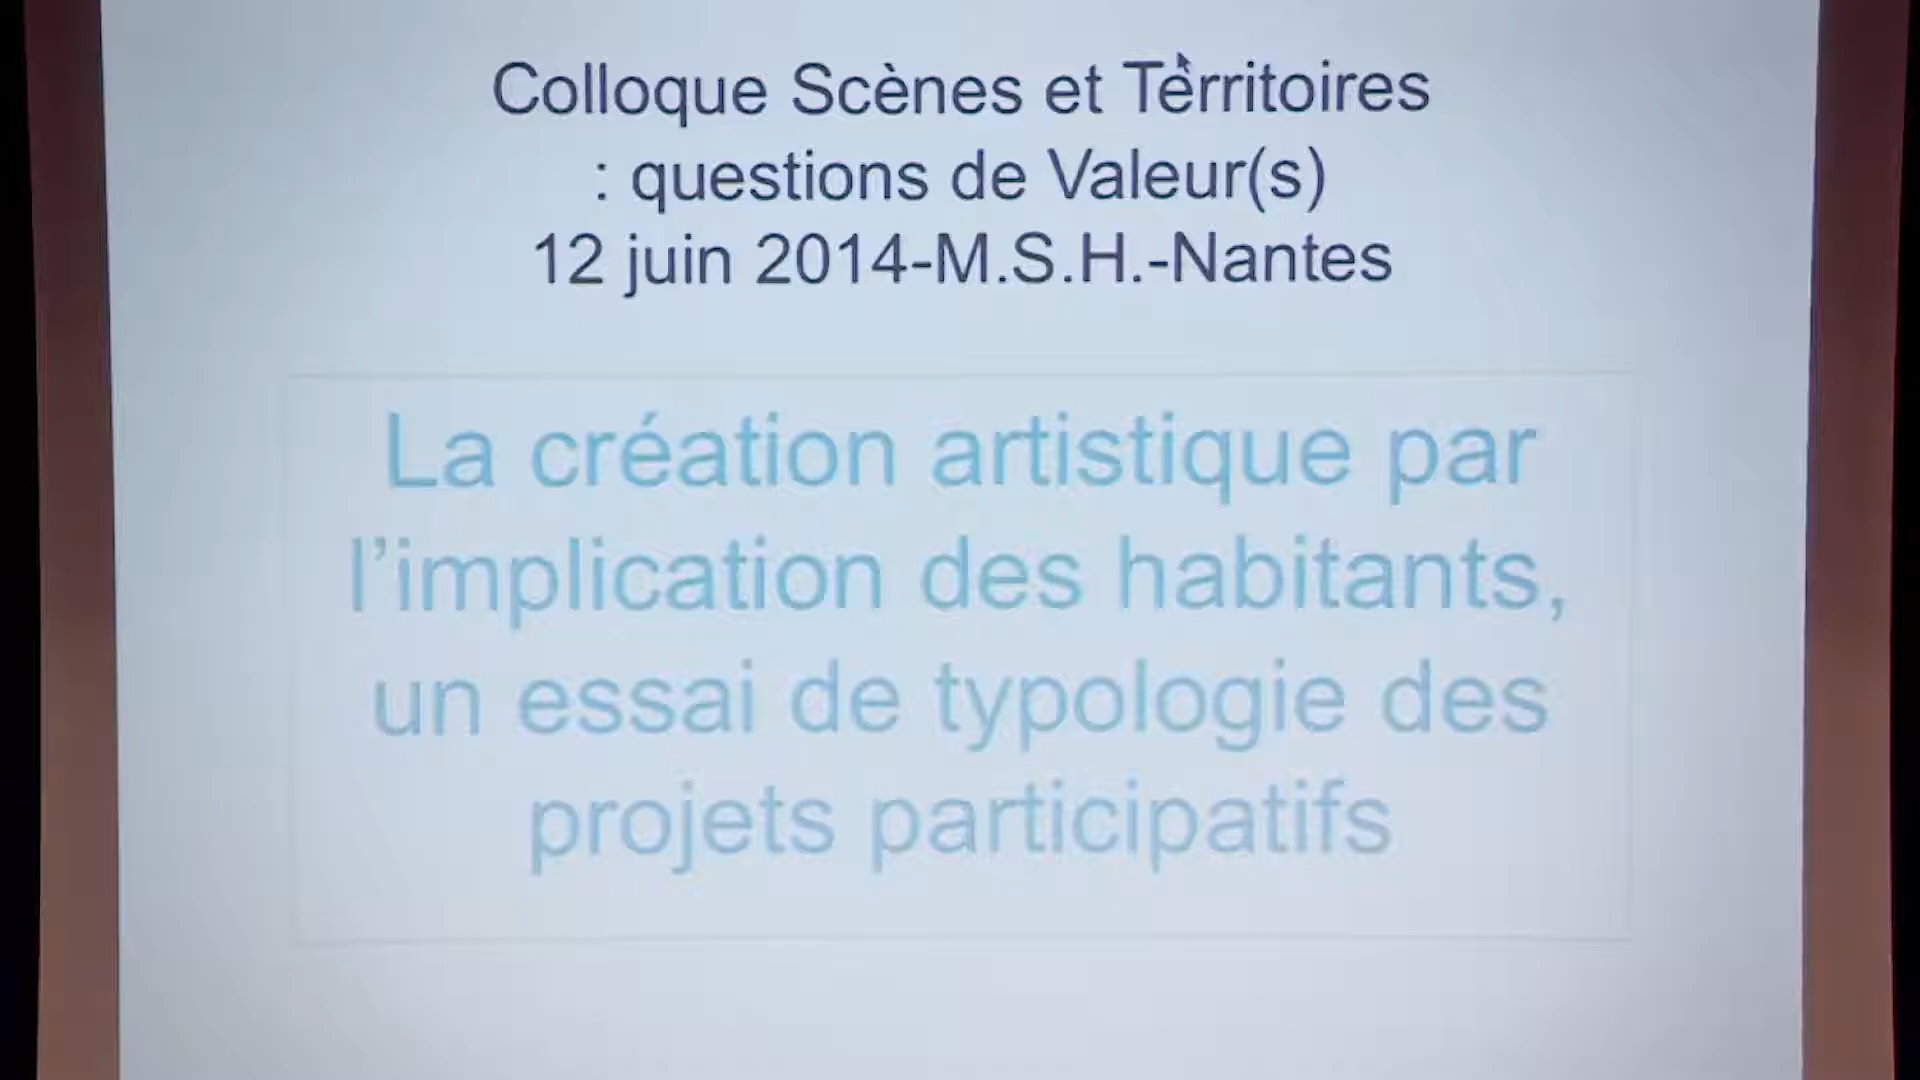 Colloque Scènes et Territoires
: questions de Valeur(s)
12 juin 2014-M.S.H.-Nantes
La création artistique par
l’implication des habitants,
un essai de typologie des
projets participatifs